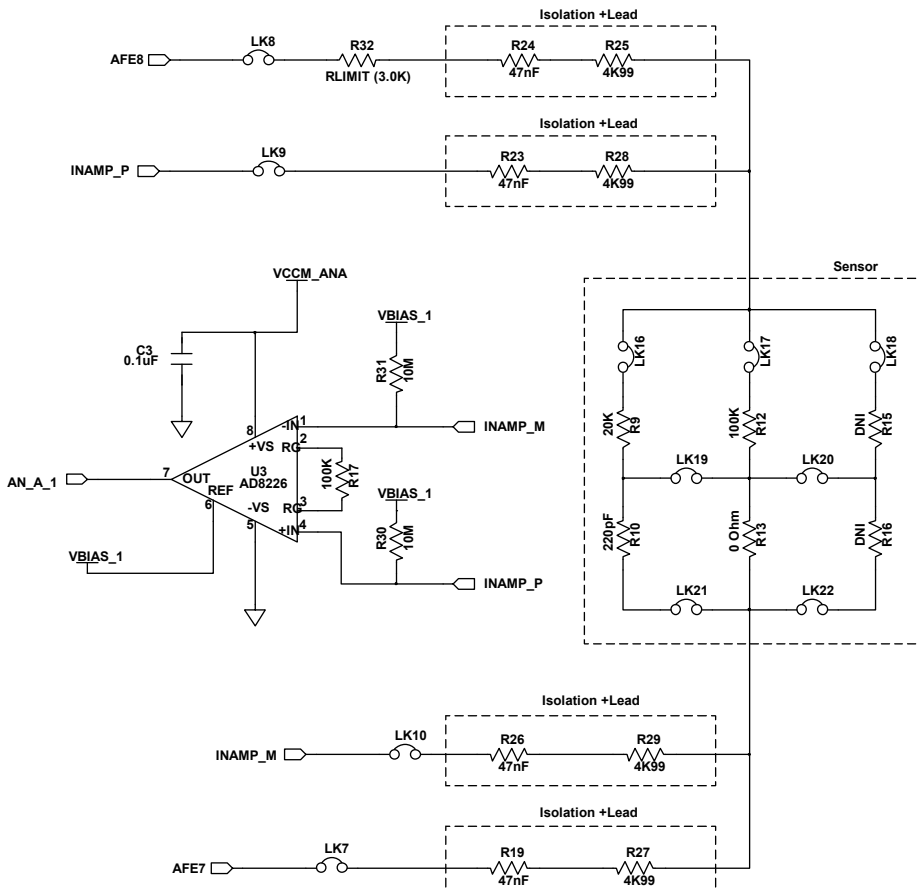 Isolation +Lead
AFE8
LK8
R32
RLIMIT (3.0K)
R24
47nF
R25
4K99
Isolation +Lead
INAMP_P
LK9
R23
47nF
R28
4K99
VCCM_ANA
C3
0.1uF
VBIAS_1
R31
10M
INAMP_M
8
+VS
-IN
1
RG
2
U3
AD8226
100K
R17
7
OUT
AN_A_1
REF
6
-VS
5
RG
3
+IN
4
VBIAS_1
VBIAS_1
R30
10M
INAMP_P
Sensor
LK16
LK17
LK18
20K
R9
100K
R12
DNI
R15
LK19
LK20
220pF
R10
0 Ohm
R13
DNI
R16
LK21
LK22
Isolation +Lead
INAMP_M
LK10
R26
47nF
R29
4K99
Isolation +Lead
AFE7
LK7
R19
47nF
R27
4K99